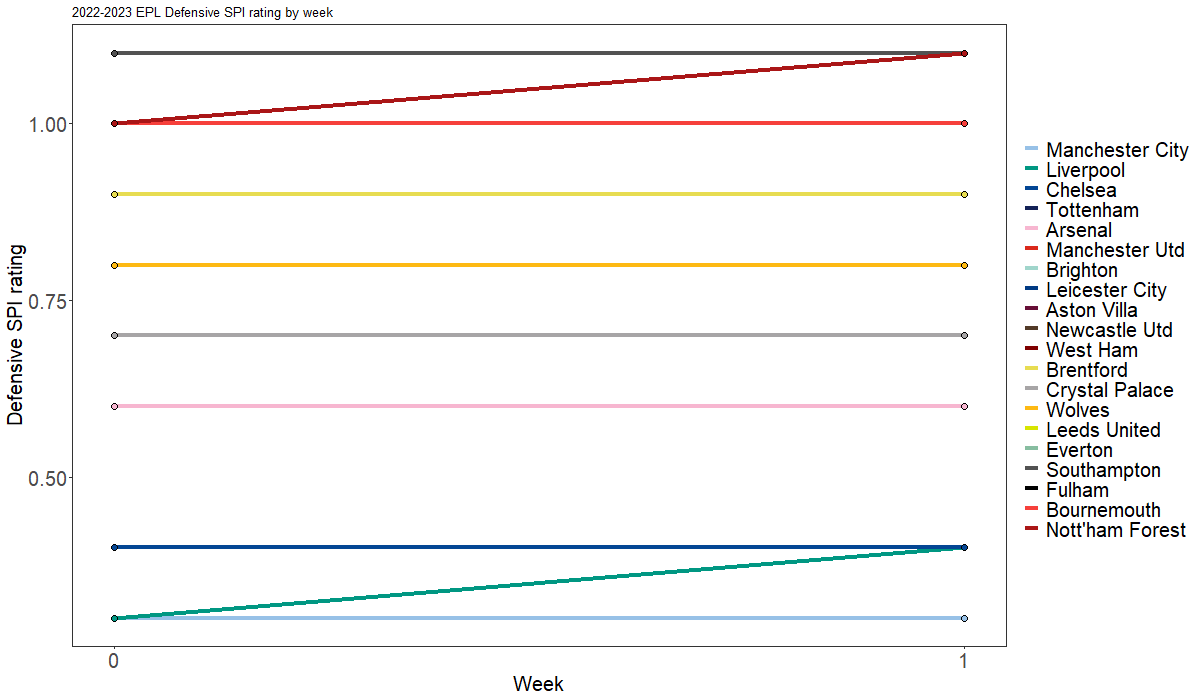 2022-2023 EPL Defensive SPI rating by week
Defensive SPI rating
1.00
0.75
0.50
0
1
Week
Manchester City
Liverpool
Chelsea
Tottenham
Arsenal
Manchester Utd
Brighton
Leicester City
Aston Villa
Newcastle Utd
West Ham
Brentford
Crystal Palace
Wolves
Leeds United
Everton
Southampton
Fulham
Bournemouth
Nott'ham Forest